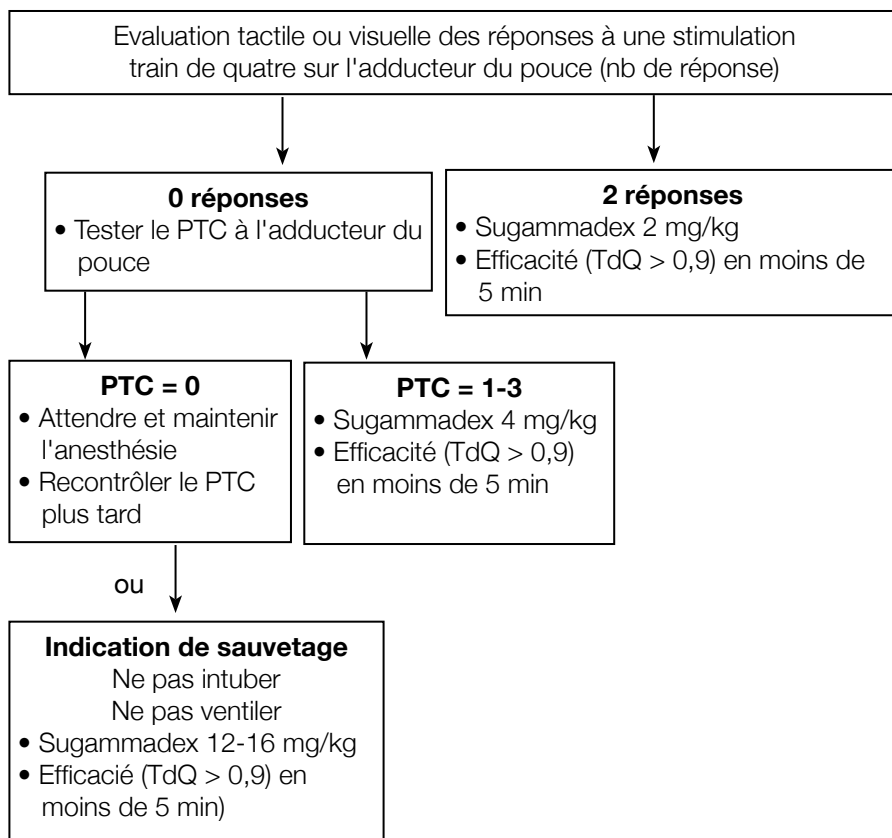 Evaluation tactile ou visuelle des réponses à une stimulation
train de quatre sur l'adducteur du pouce (nb de réponse)
0 réponses
• Tester le PTC à l'adducteur du
pouce
2 réponses
• Sugammadex 2 mg/kg
• Efficacité (TdQ > 0,9) en moins de
5 min
PTC = 0
• Attendre et maintenir
l'anesthésie
• Recontrôler le PTC
plus tard
PTC = 1-3
• Sugammadex 4 mg/kg
• Efficacité (TdQ > 0,9)
en moins de 5 min
ou
Indication de sauvetage
Ne pas intuber
Ne pas ventiler
• Sugammadex 12-16 mg/kg
• Efficacié (TdQ > 0,9) en
moins de 5 min)